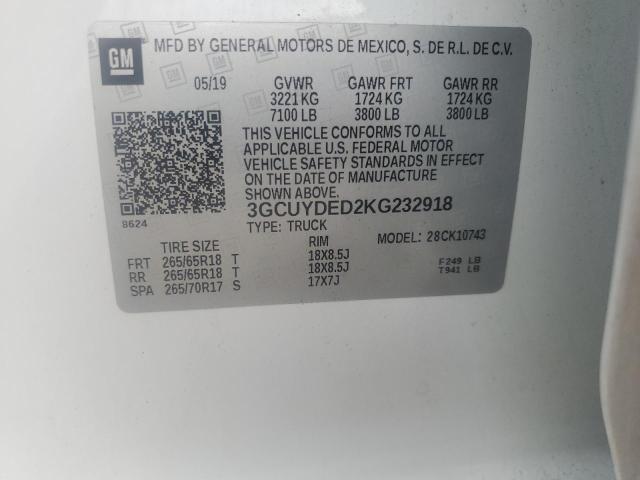 GM
MFD BY GENERAL MOTORS DE MEXICO, S. DE R.L. DE C.V.
05/19 GVWR GAWR FRT GAWR RR
3221 KG 1724 KG 1724 KG
7100 LB 3800 LB 3800 LB
THIS VEHICLE CONFORMS TO ALL
APPLICABLE U.S. FEDERAL MOTOR
VEHICLE SAFETY STANDARDS IN EFFECT
ON THE DATE OF MANUFACTURE
SHOWN ABOVE.
8624
3GCUYDED2KG232918
TYPE: TRUCK MODEL: 28CK10743
TIRE SIZE RIM
FRT 265/65R18 T 18X8.5J F249 LB
RR 265/65R18 T 18X8.5J T941 LB
SPA 265/70R17 S 17X7J